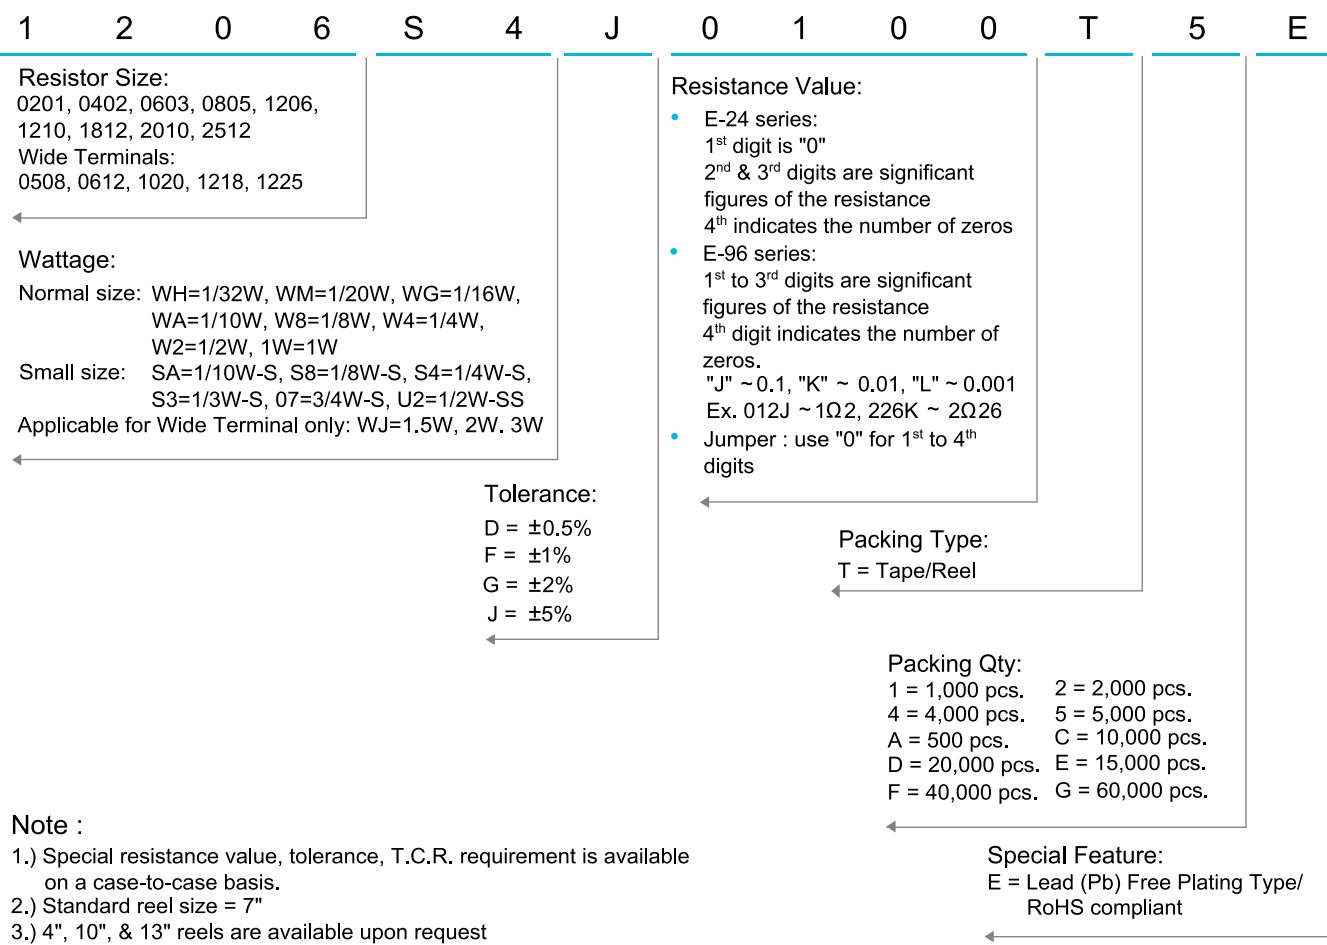 1 2 0 6 S 4 J 0 1 0 0 T 5 E
Resistor Size:
0201, 0402, 0603, 0805, 1206,
1210, 1812, 2010, 2512
Wide Terminals:
0508, 0612, 1020, 1218, 1225
Wattage:
Normal size: WH=1/32W, WM=1/20W, WG=1/16W,
WA=1/10W, W8=1/8W, W4=1/4W,
W2=1/2W, 1W=1W
Small size: SA=1/10W-S, S8=1/8W-S, S4=1/4W-S,
S3=1/3W-S, 07=3/4W-S, U2=1/2W-SS
Applicable for Wide Terminal only: WJ=1.5W, 2W. 3W
Tolerance:
D = ±0.5%
F = ±1%
G = ±2%
J = ±5%
Resistance Value:
• E-24 series:
1st digit is "0"
2nd & 3rd digits are significant
figures of the resistance
4th indicates the number of zeros
• E-96 series:
1st to 3rd digits are significant
figures of the resistance
4th digit indicates the number of
zeros.
"J" ~ 0.1, "K" ~ 0.01, "L" ~ 0.001
Ex. 012J ~ 1Ω2, 226K ~ 2Ω26
• Jumper : use "0" for 1st to 4th
digits
Packing Type:
T = Tape/Reel
Packing Qty:
1 = 1,000 pcs. 2 = 2,000 pcs.
4 = 4,000 pcs. 5 = 5,000 pcs.
A = 500 pcs. C = 10,000 pcs.
D = 20,000 pcs. E = 15,000 pcs.
F = 40,000 pcs. G = 60,000 pcs.
Special Feature:
E = Lead (Pb) Free Plating Type/
RoHS compliant
Note :
1.) Special resistance value, tolerance, T.C.R. requirement is available
on a case-to-case basis.
2.) Standard reel size = 7"
3.) 4", 10", & 13" reels are available upon request